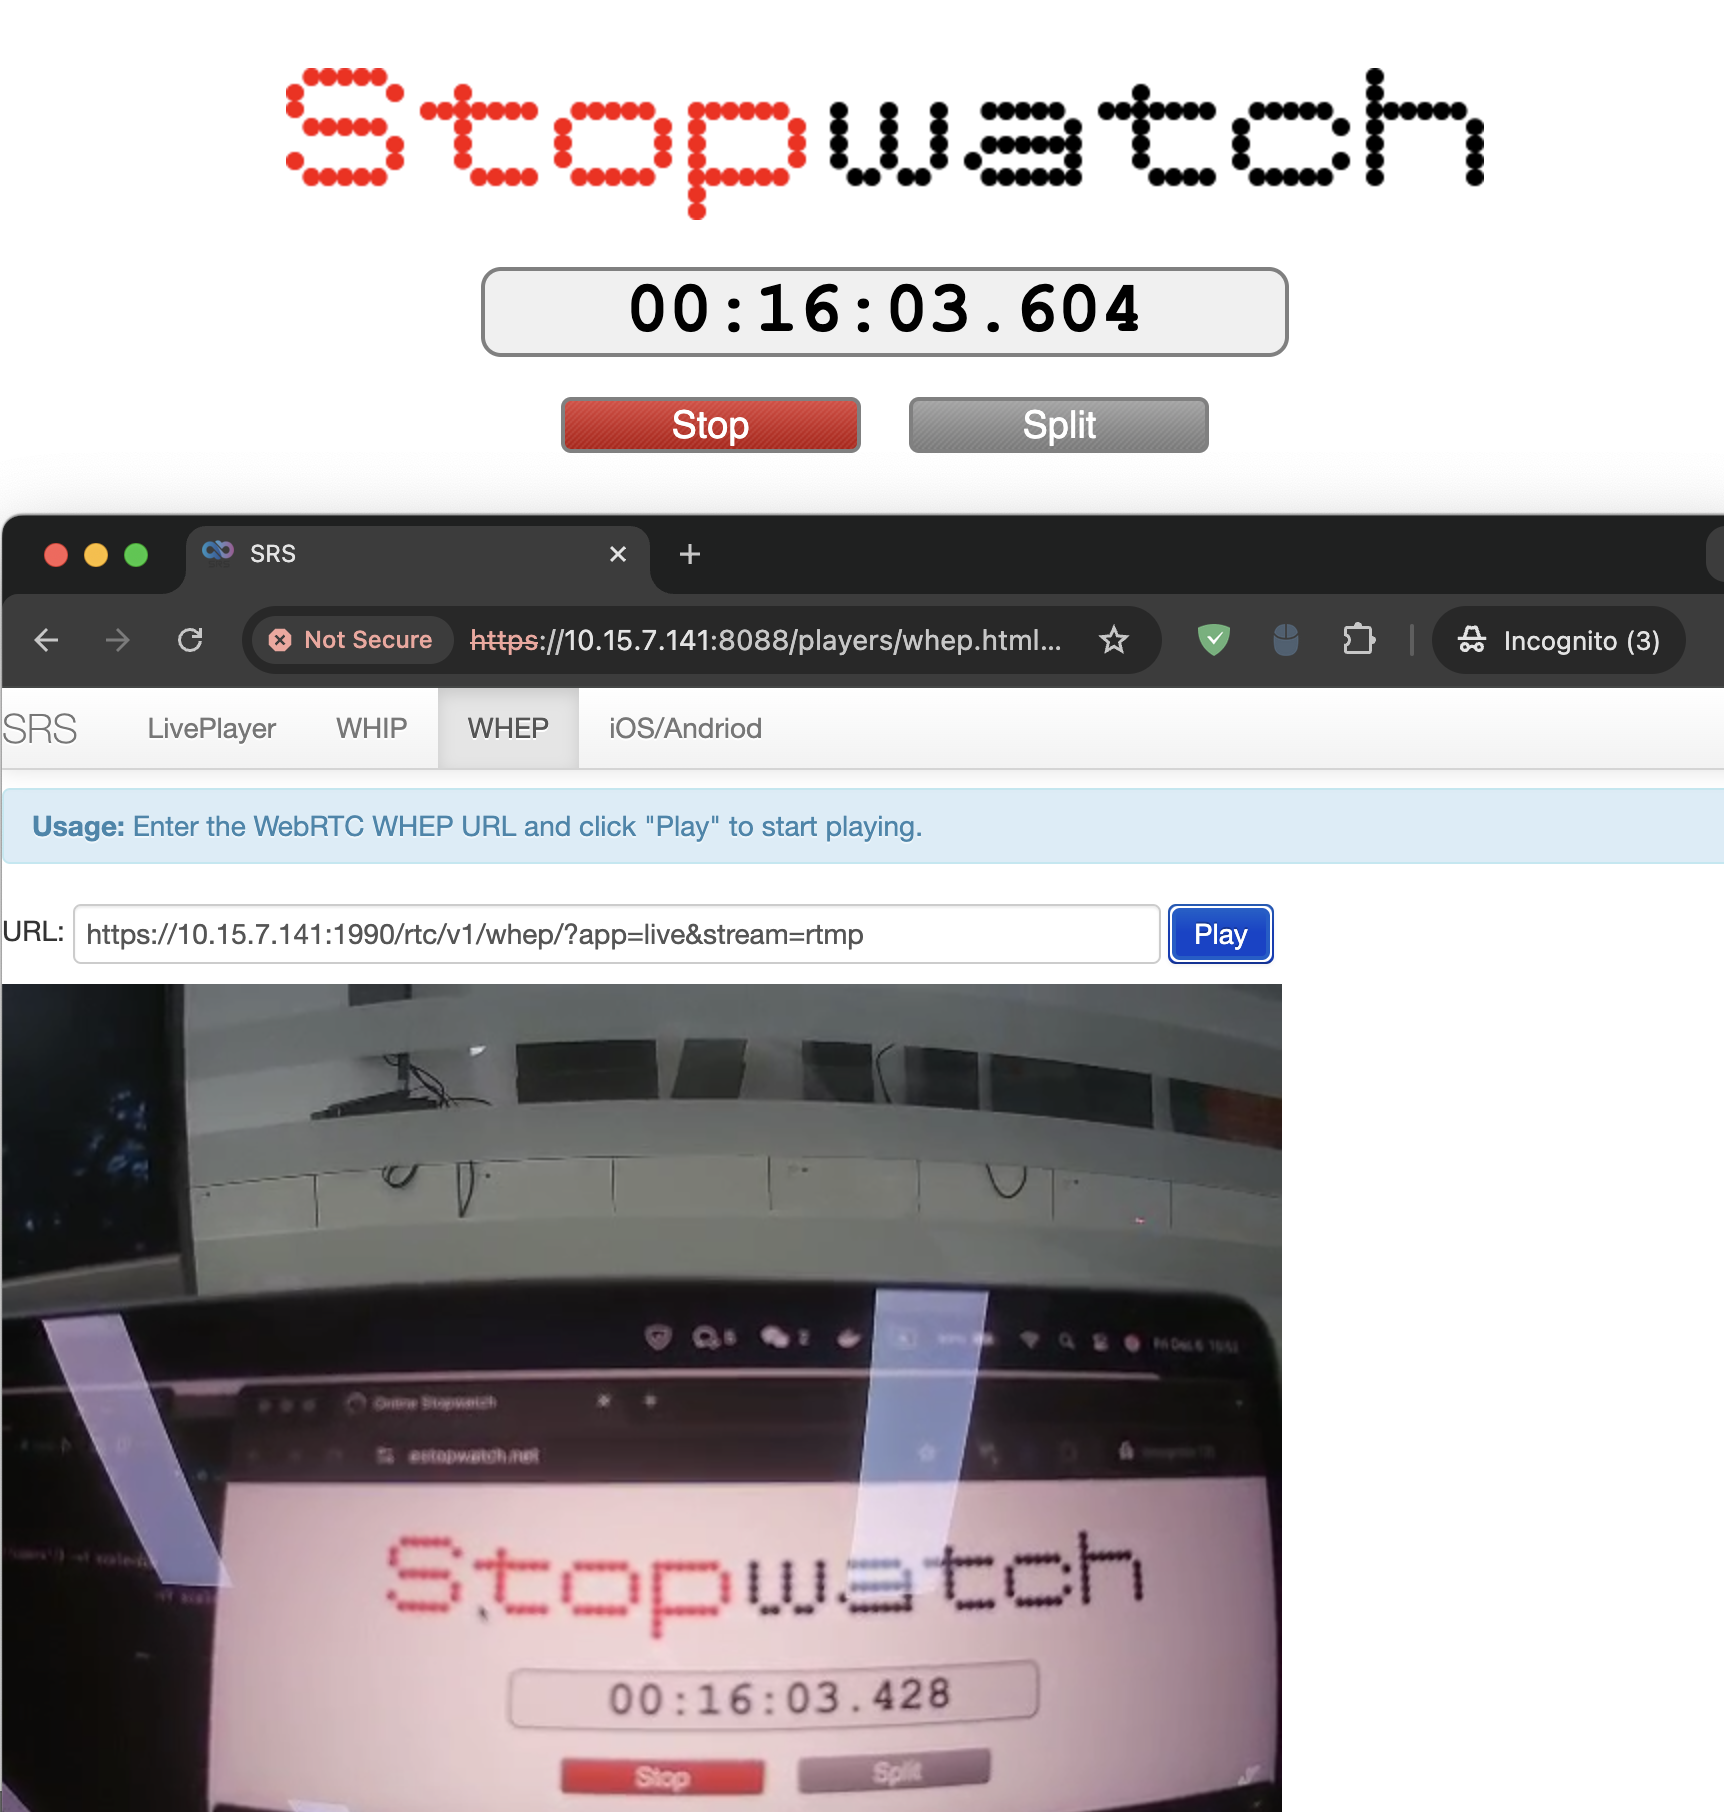 Stopwatch
00:16:03.604
Stop Split
SRS
Not Secure https://10.15.7.141:8088/players/whep.html... Incognito (3)
SRS LivePlayer WHIP WHEP iOS/Andriod
Usage: Enter the WebRTC WHEP URL and click "Play" to start playing.
URL: https://10.15.7.141:1990/rtc/v1/whep/?app=live&stream=rtmp Play
Online Stopwatch
estopwatch.net
Stopwatch
00:16:03.428
Stop Split